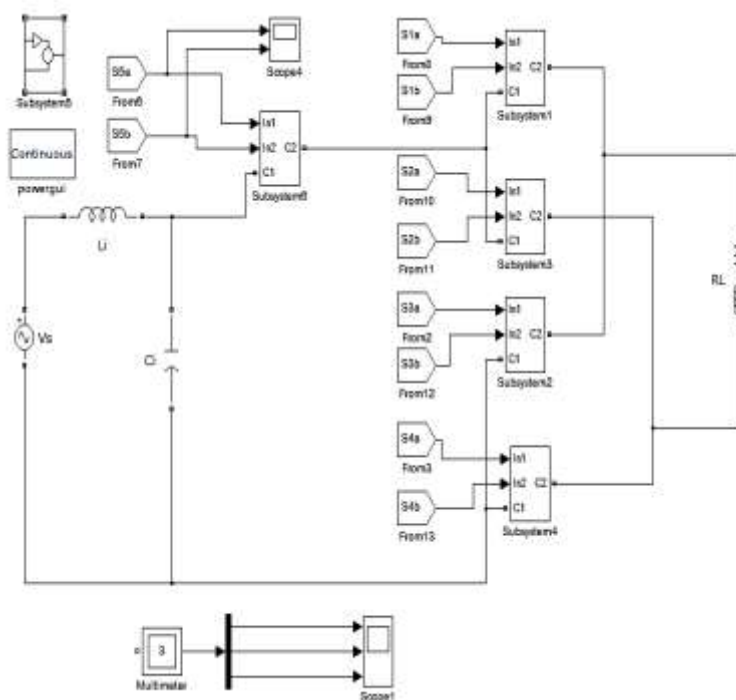 S5a
From6
S5b
From7
Scope4
In1
In2 C2
C1
Subsystem6
Continuous
powergui
Li
Vs
Ci
S1a
From8
S1b
From9
In1
In2 C2
C1
Subsystem1
S2a
From10
S2b
From11
In1
In2 C2
C1
Subsystem3
S3a
From2
S3b
From12
In1
In2 C2
C1
Subsystem2
S4a
From3
S4b
From13
In1
In2 C2
C1
Subsystem4
RL
3
Multimeter
Scope1